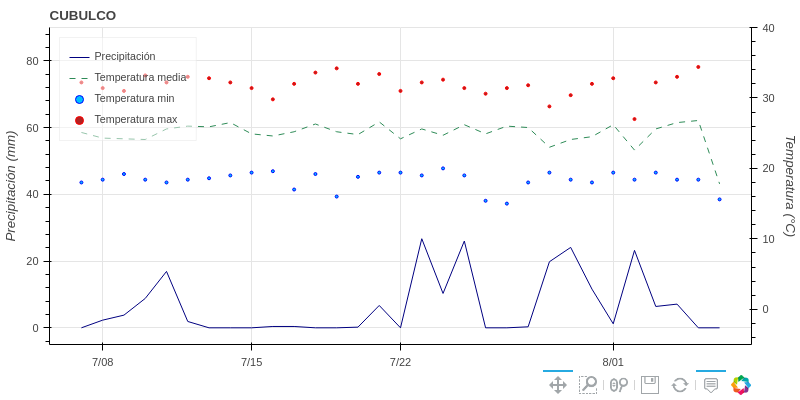 CUBULCO
Precipitación
Temperatura media
Temperatura min
Temperatura max
Precipitación (mm)
80
60
40
20
0
Temperatura (°C)
40
30
20
10
0
7/08
7/15
7/22
8/01